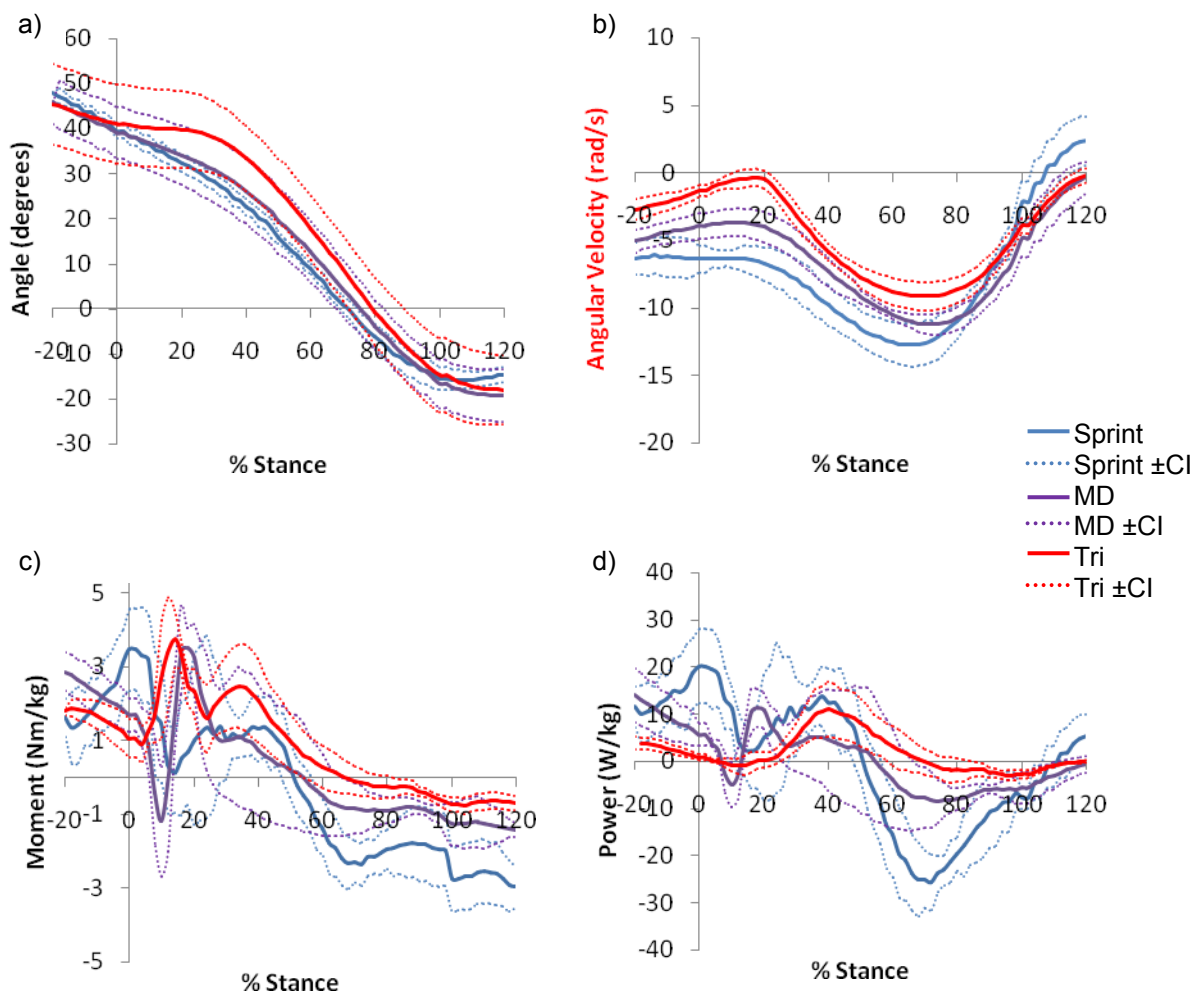 a)
60
50
40
30
20
10
0
-10
-20
-30
-20 0 20 40 60 80 100 120
Angle (degrees)
% Stance
b)
10
5
0
-5
-10
-15
-20
-20 0 20 40 60 80 100 120
Angular Velocity (rad/s)
% Stance
Sprint
Sprint ±CI
MD
MD ±CI
Tri
Tri ±CI
c)
5
3
1
-1
-3
-5
-20 0 20 40 60 80 100 120
Moment (Nm/kg)
% Stance
d)
40
30
20
10
0
-10
-20
-30
-40
-20 0 20 40 60 80 100 120
Power (W/kg)
% Stance